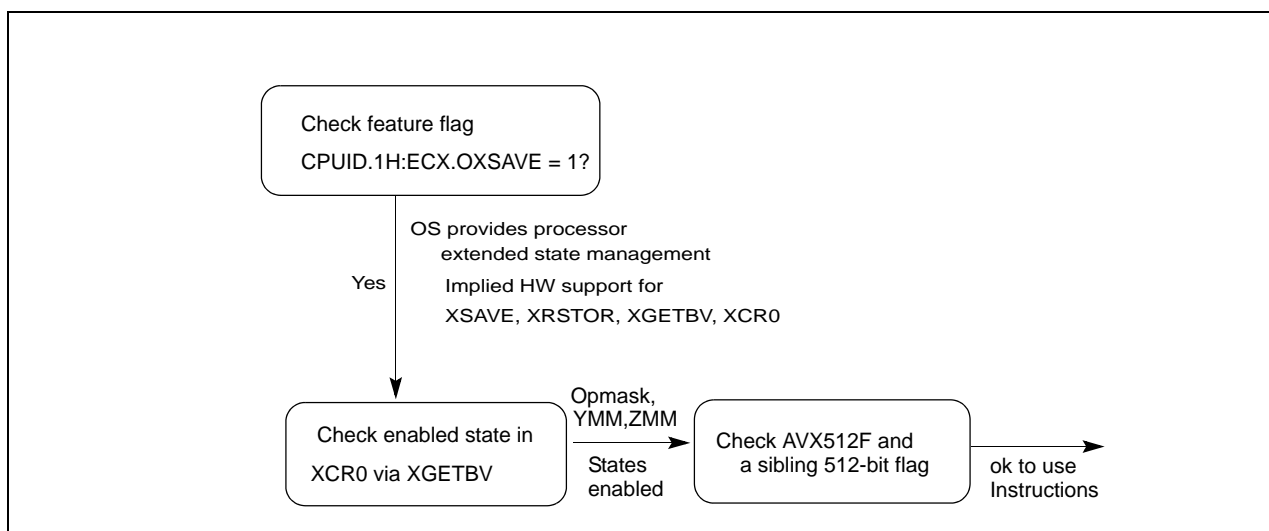 Check feature flag
CPUID.1H:ECX.OXSAVE = 1?
OS provides processor
extended state management
Yes
Implied HW support for
XSAVE, XRSTOR, XGETBV, XCR0
Check enabled state in
XCR0 via XGETBV
Opmask,
YMM,ZMM
States
enabled
Check AVX512F and
a sibling 512-bit flag
ok to use
Instructions